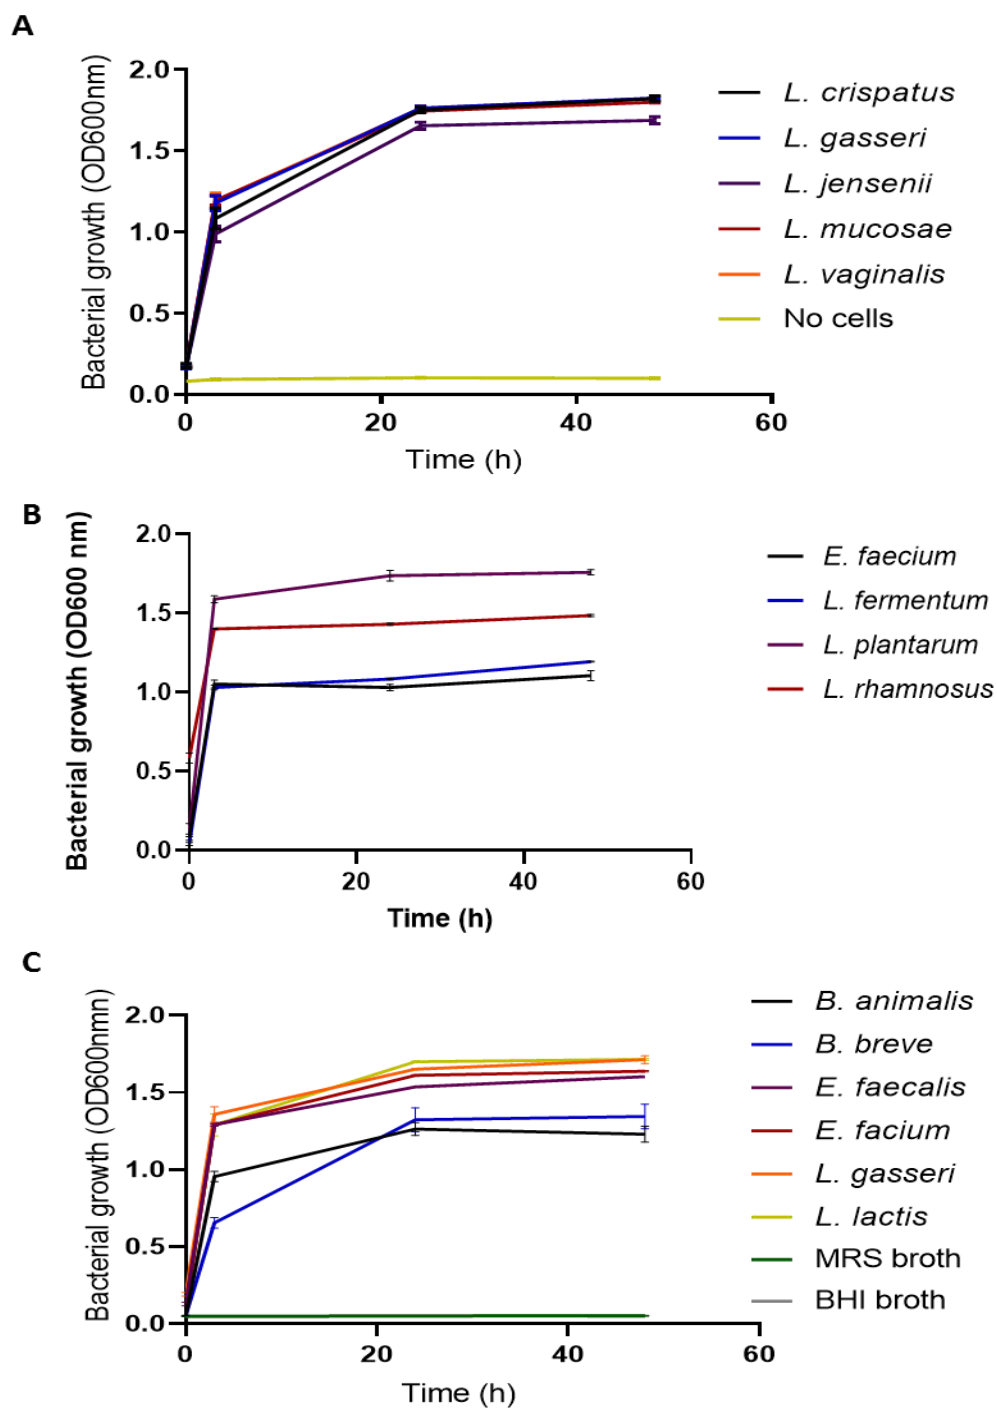 A
Bacterial growth (OD600nm)
2.0
1.5
1.0
0.5
0.0
0 20 40 60
Time (h)
L. crispatus
L. gasseri
L. jensenii
L. mucosae
L. vaginalis
No cells
B
Bacterial growth (OD600 nm)
2.0
1.5
1.0
0.5
0.0
0 20 40 60
Time (h)
E. faecium
L. fermentum
L. plantarum
L. rhamnosus
C
Bacterial growth (OD600nmn)
2.0
1.5
1.0
0.5
0.0
0 20 40 60
Time (h)
B. animalis
B. breve
E. faecalis
E. facium
L. gasseri
L. lactis
MRS broth
BHI broth